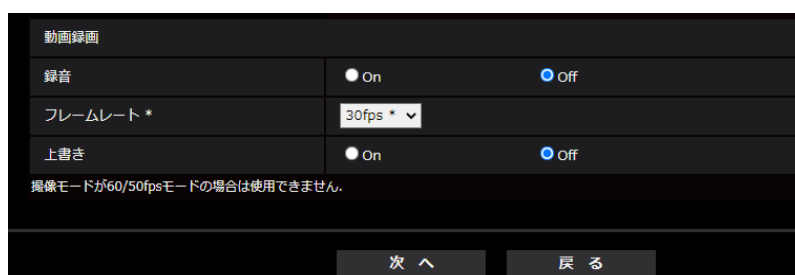 動画録画
録音 On Off
フレームレート * 30fps *
上書き On Off
撮像モードが60/50fpsモードの場合は使用できません.
次 へ 戻 る